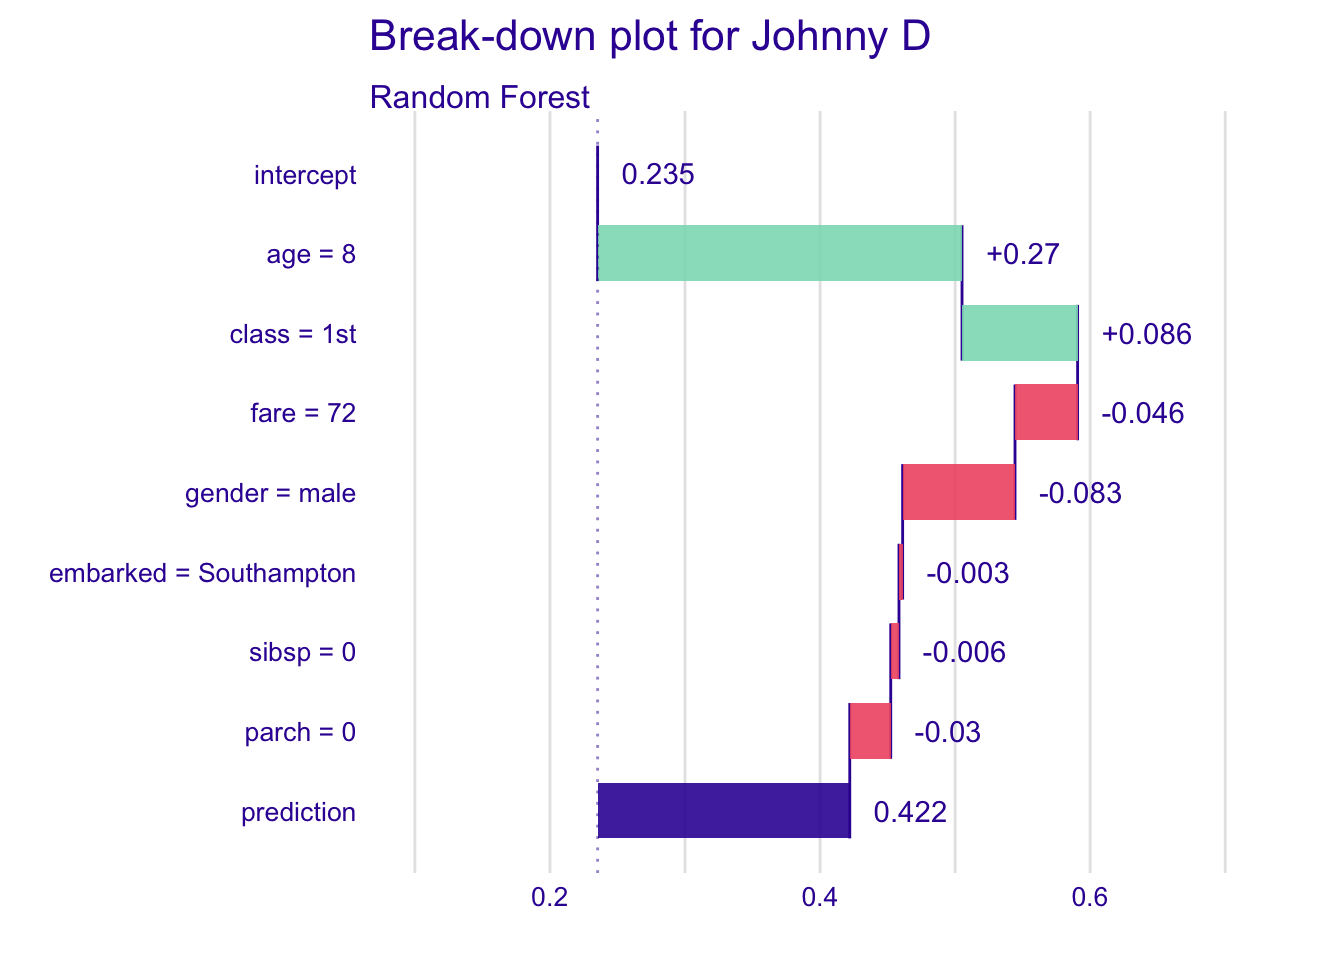 Break-down plot for Johnny D
Random Forest
intercept 0.235
age = 8 +0.27
class = 1st +0.086
fare = 72 -0.046
gender = male -0.083
embarked = Southampton -0.003
sibsp = 0 -0.006
parch = 0 -0.03
prediction 0.422
0.2 0.4 0.6